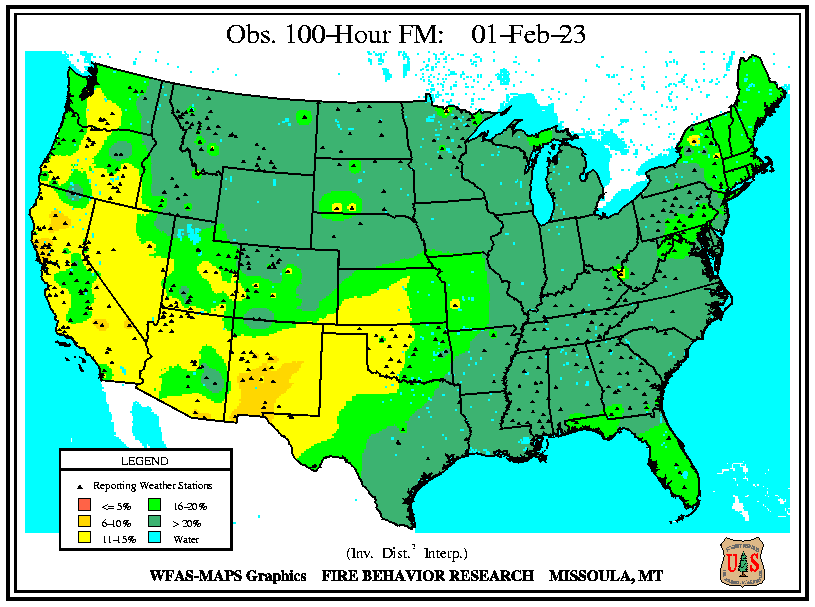 Obs. 100-Hour FM: 01-Feb-23
LEGEND
Reporting Weather Stations
<= 5%
16-20%
6-10%
> 20%
11-15%
Water
(Inv. Dist.² Interp.)
WFAS-MAPS Graphics FIRE BEHAVIOR RESEARCH MISSOULA, MT
U S